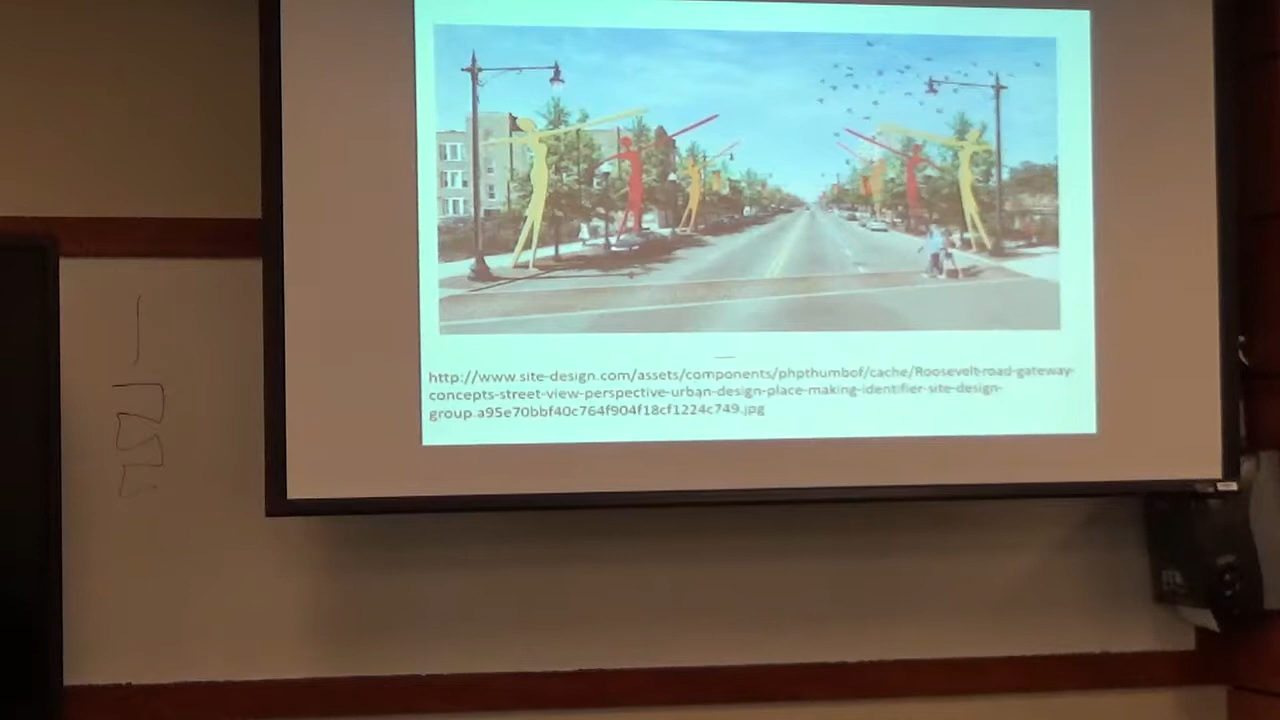 http://www.site-design.com/assets/components/phpthumbof/cache/Roosevelt-road-gateway-
concepts-street-view-perspective-urban-design-place-making-identifier-site-design-
group.a95e70bbf40c764f904f18cf1224c749.jpg